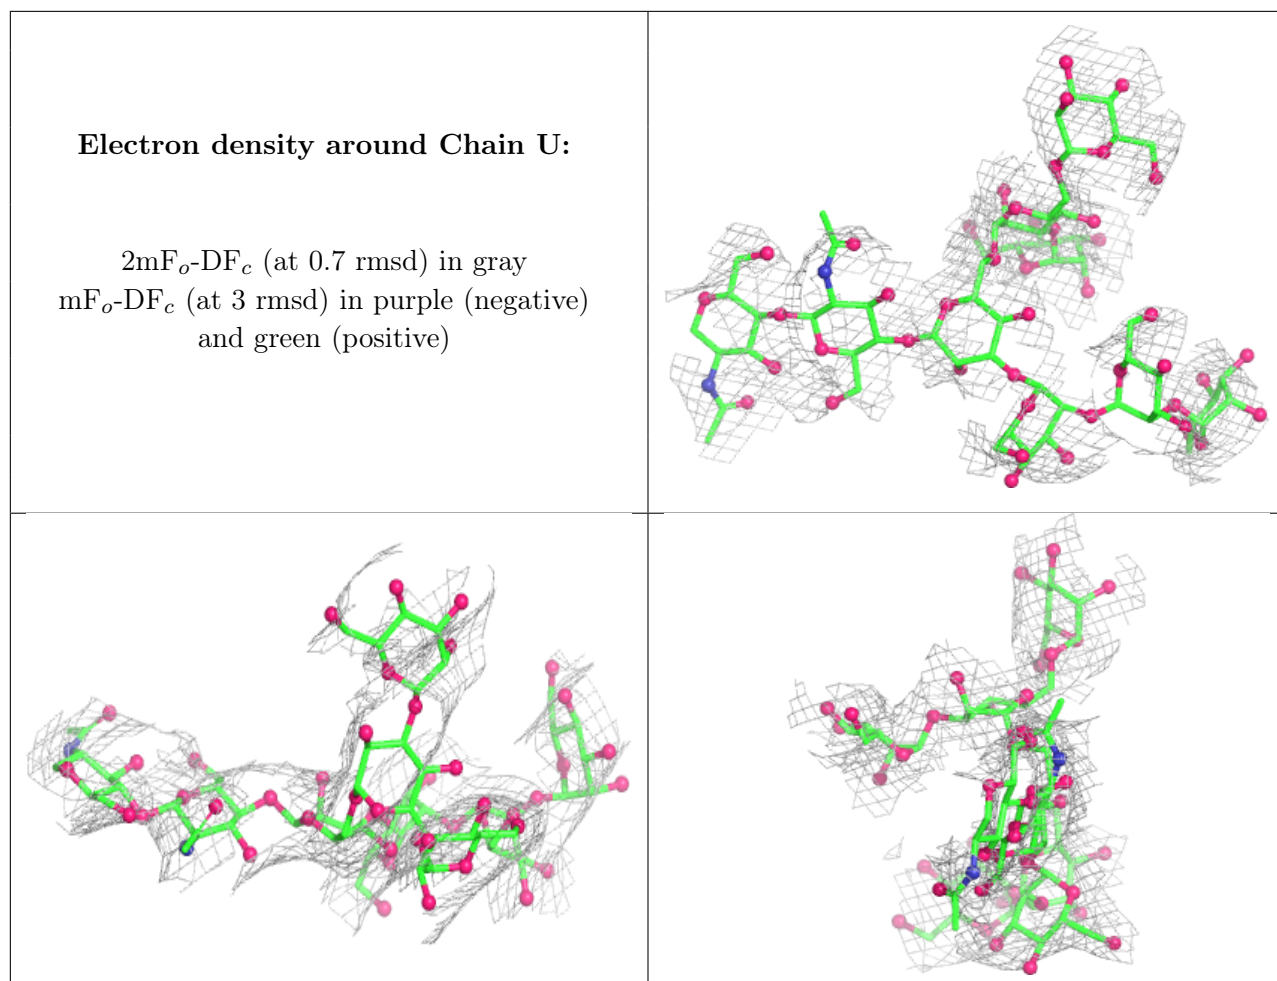 Electron density around Chain U:
2mFo-DFc (at 0.7 rmsd) in gray
mFo-DFc (at 3 rmsd) in purple (negative)
and green (positive)